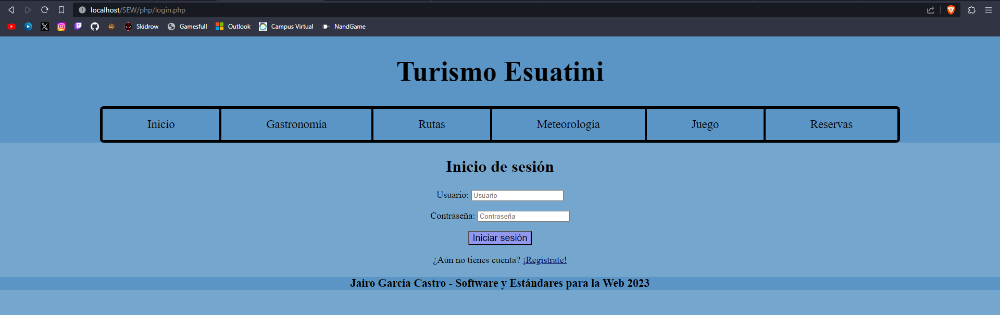 localhost/SEW/php/login.php
Skidrow Gamesfull Outlook Campus Virtual NandGame
Turismo Esuatini
Inicio Gastronomía Rutas Meteorología Juego Reservas
Inicio de sesión
Usuario: Usuario
Contraseña: Contraseña
Iniciar sesión
¿Aún no tienes cuenta? ¡Regístrate!
Jairo García Castro - Software y Estándares para la Web 2023